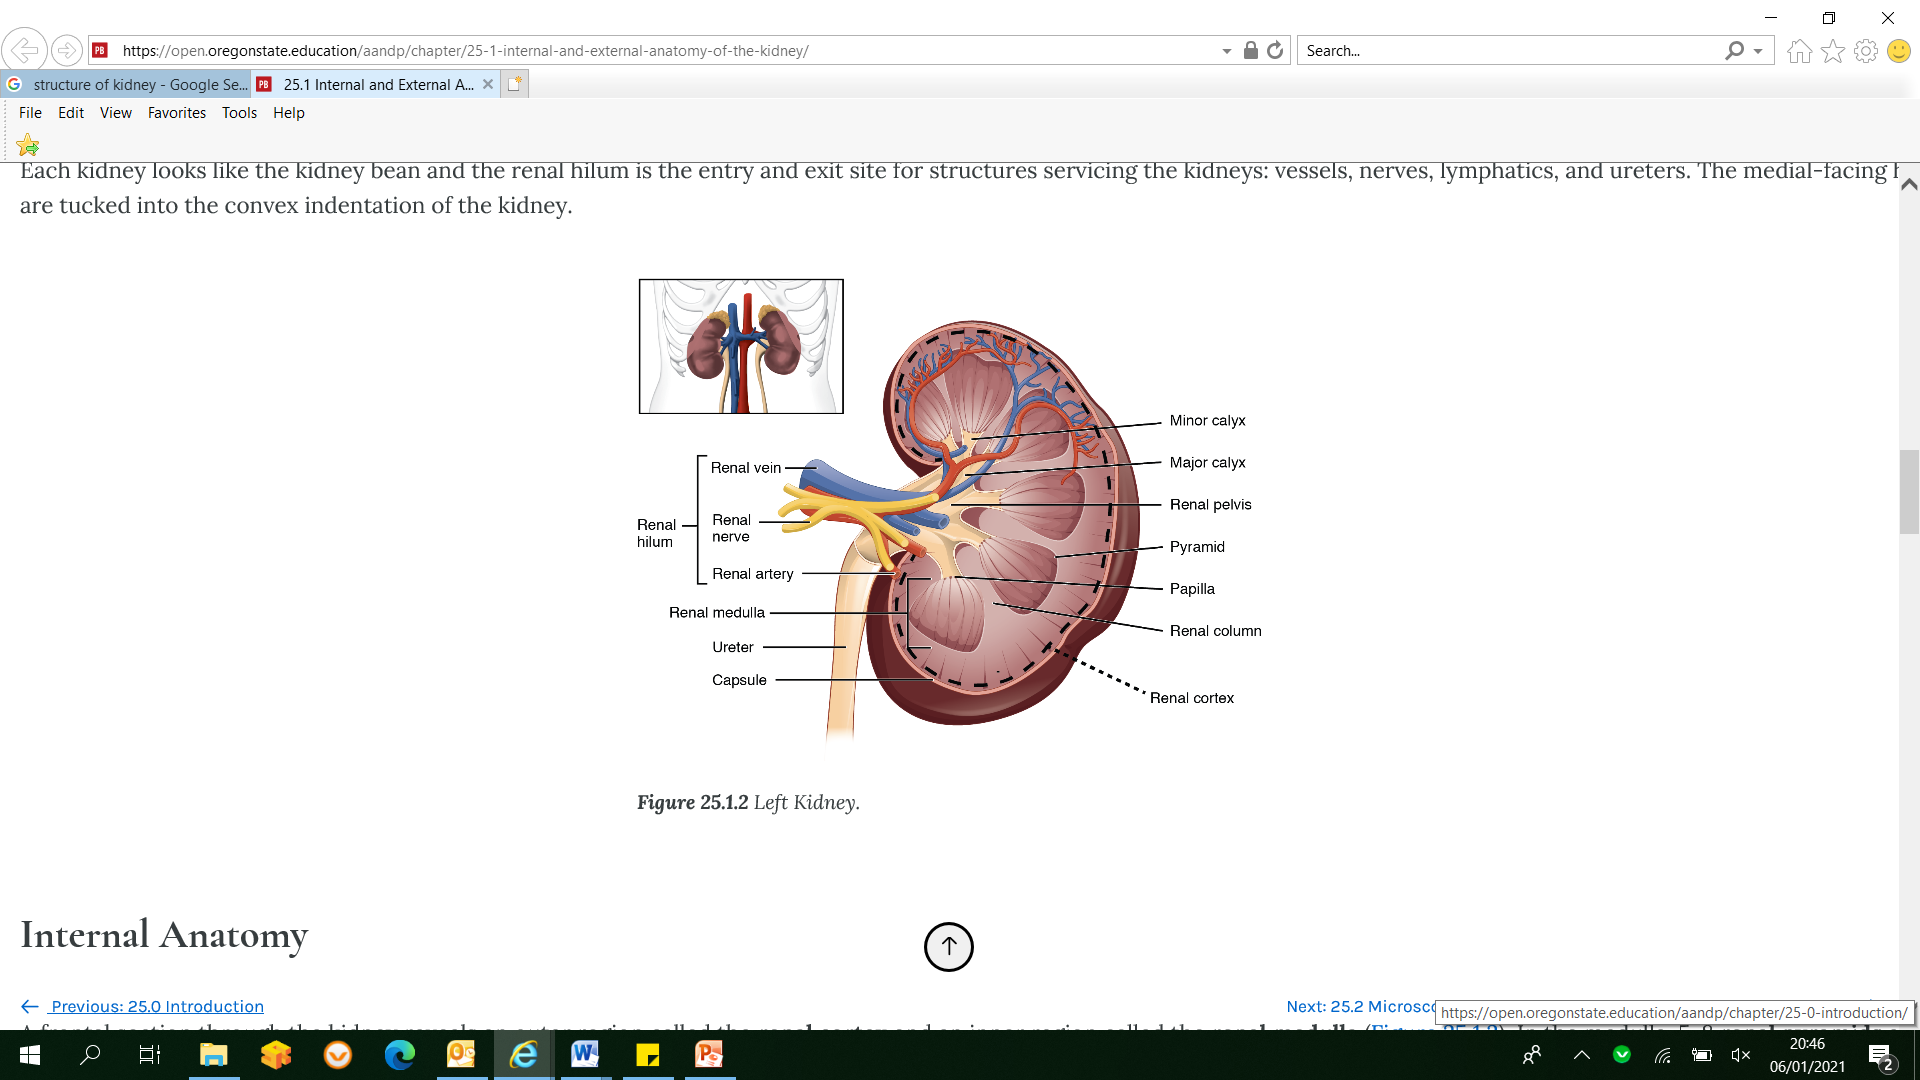 https://open.oregonstate.education/aandp/chapter/25-1-internal-and-external-anatomy-of-the-kidney/
Search...
structure of kidney - Google Se...
25.1 Internal and External A...
File Edit View Favorites Tools Help
Each kidney looks like the kidney bean and the renal hilum is the entry and exit site for structures servicing the kidneys: vessels, nerves, lymphatics, and ureters. The medial-facing
are tucked into the convex indentation of the kidney.
Minor calyx
Major calyx
Renal pelvis
Pyramid
Papilla
Renal column
Renal cortex
Renal vein
Renal
nerve
Renal artery
Renal
hilum
Renal medulla
Ureter
Capsule
Figure 25.1.2 Left Kidney.
Internal Anatomy
← Previous: 25.0 Introduction
Next: 25.2 Microsc
https://open.oregonstate.education/aandp/chapter/25-0-introduction/
20:46
06/01/2021
2